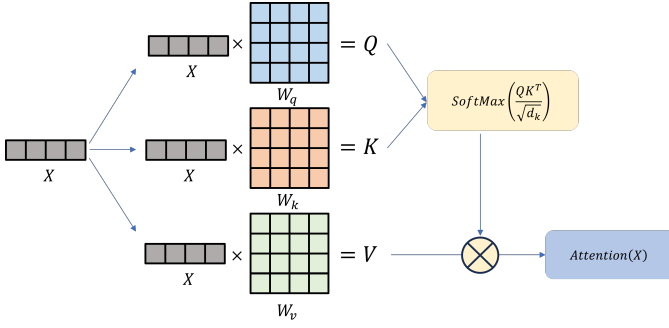 X × = Q
X
W_q
SoftMax(QK^T/√d_k)
X × = K
X
W_k
X
× = V
X
W_v
Attention(X)